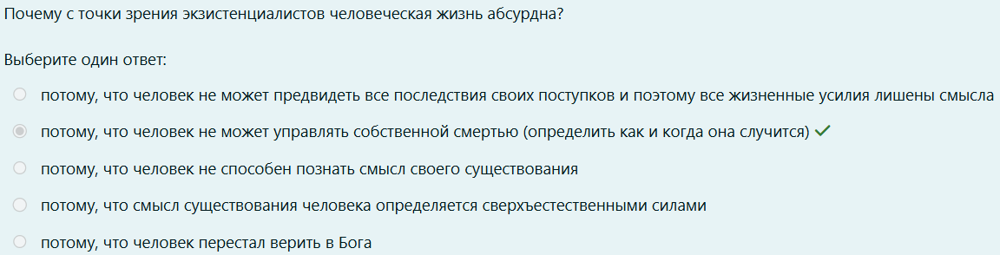 Почему с точки зрения экзистенциалистов человеческая жизнь абсурдна?
Выберите один ответ:
потому, что человек не может предвидеть все последствия своих поступков и поэтому все жизненные усилия лишены смысла
потому, что человек не может управлять собственной смертью (определить как и когда она случится)
потому, что человек не способен познать смысл своего существования
потому, что смысл существования человека определяется сверхъестественными силами
потому, что человек перестал верить в Бога